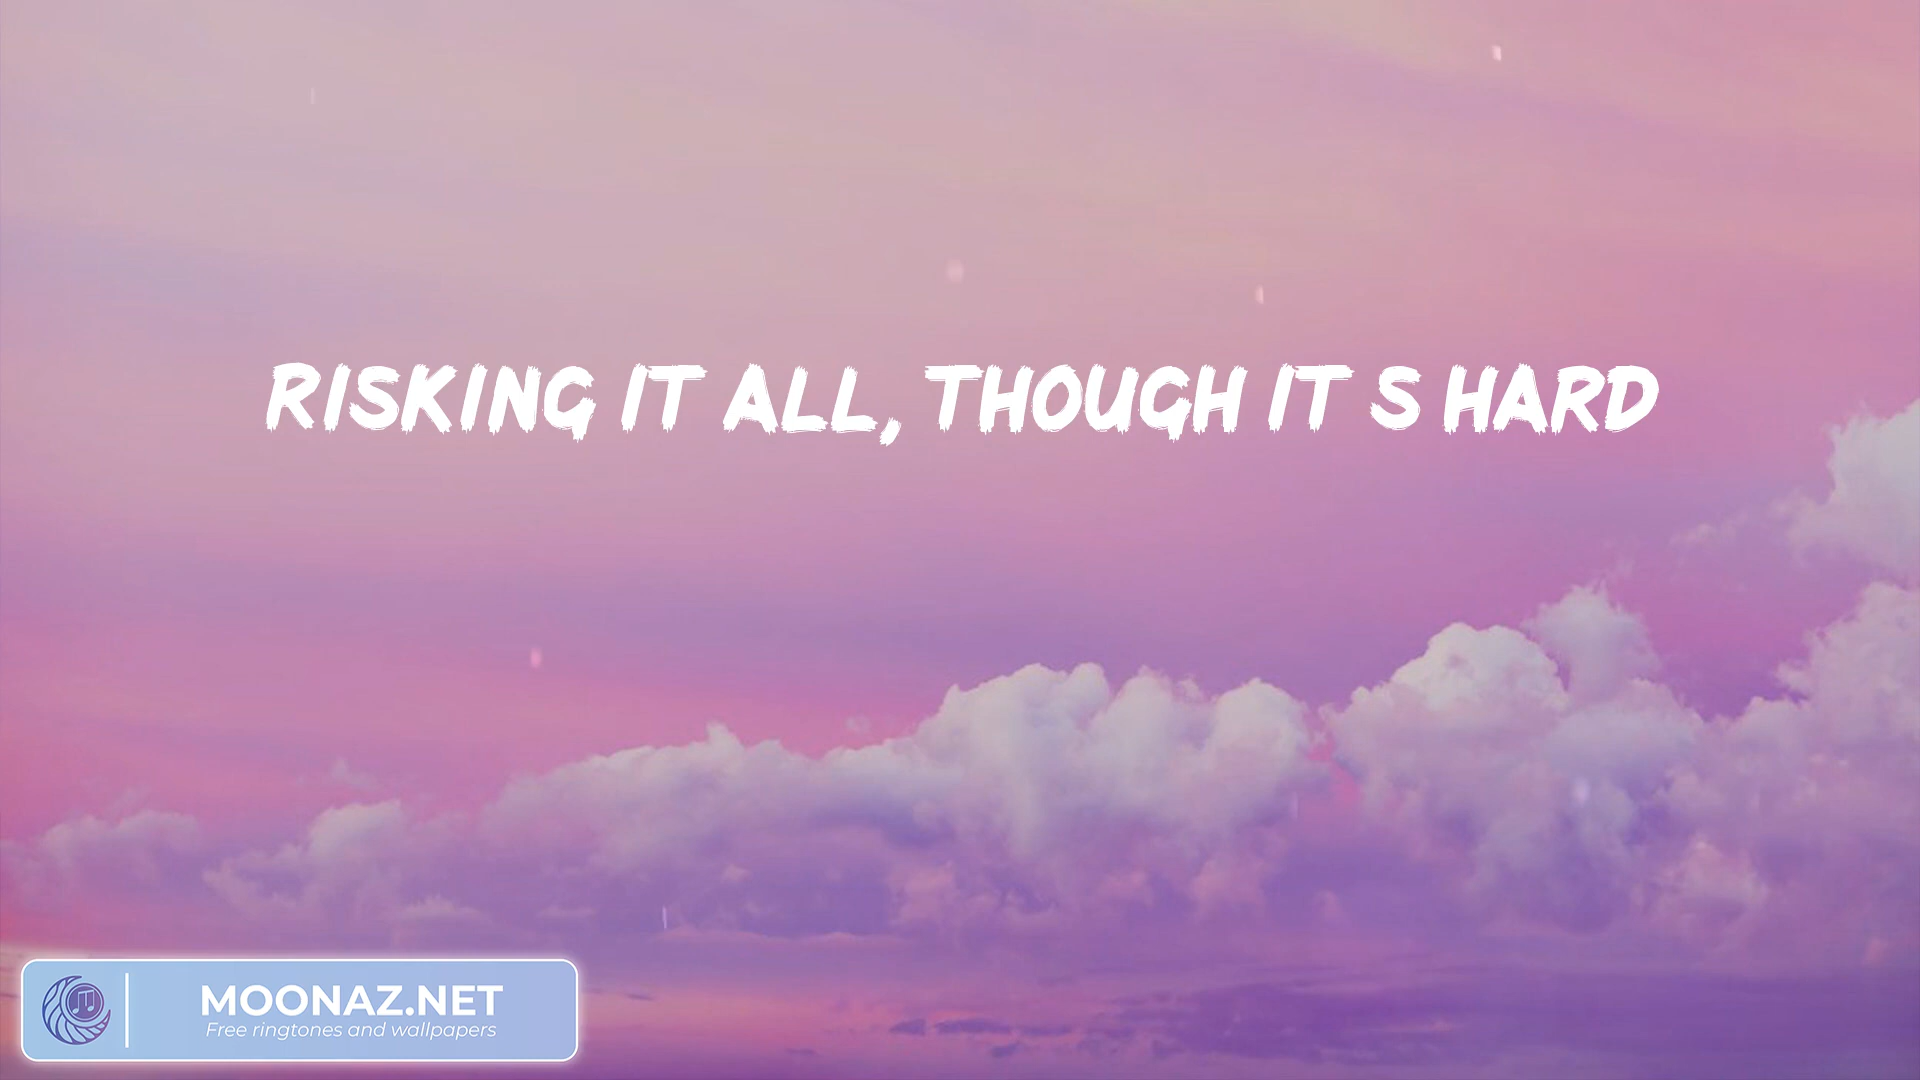 RISKING IT ALL, THOUGH IT S HARD
MOONAZ.NET
Free ringtones and wallpapers